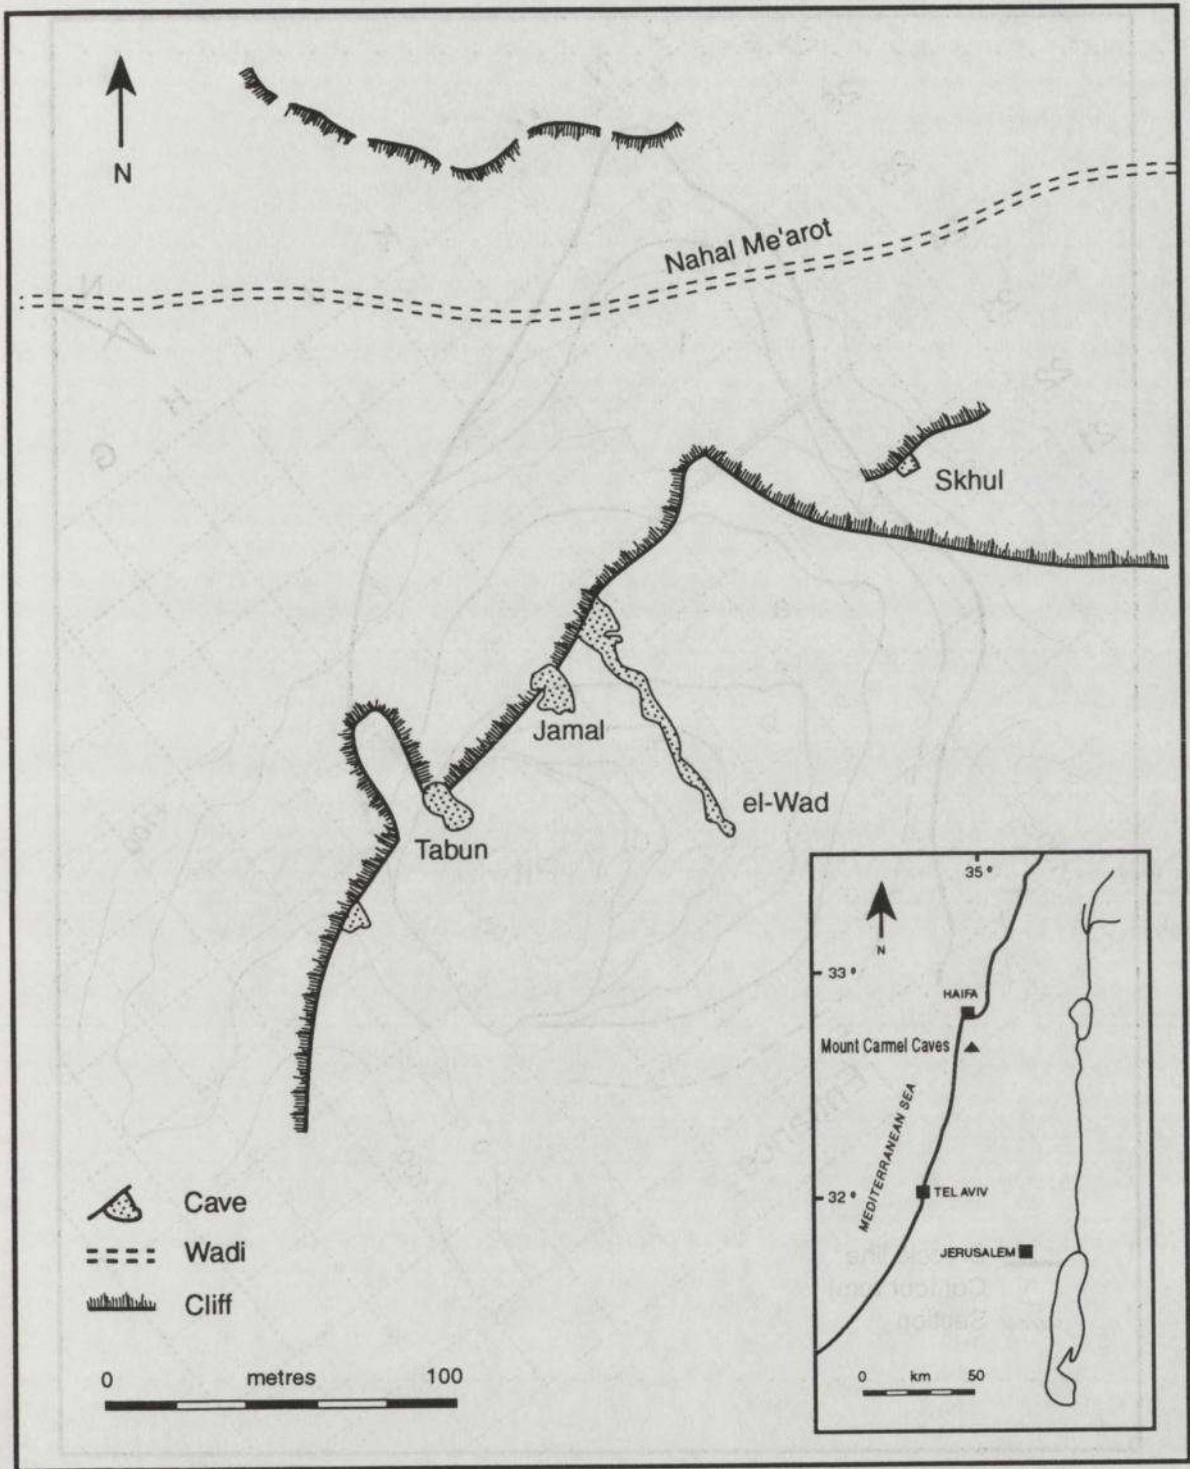 N
Nahal Me'arot
Skhul
Jamal
el-Wad
Tabun
35°
N
33°
HAIFA
Mount Carmel Caves
MEDITERRANEAN SEA
32°
TEL AVIV
JERUSALEM
0 km 50
Cave
Wadi
Cliff
0 metres 100